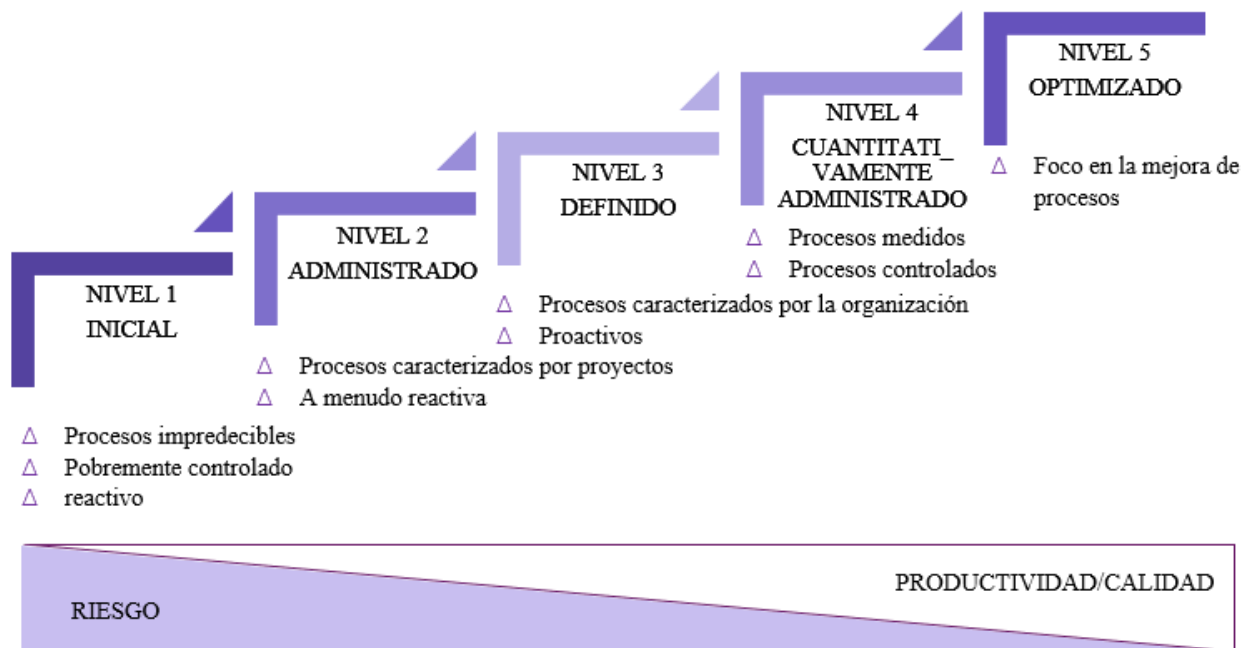 NIVEL 1
INICIAL
Δ Procesos impredecibles
Δ Pobremente controlado
Δ reactivo
NIVEL 2
ADMINISTRADO
Δ Procesos caracterizados por proyectos
Δ A menudo reactiva
NIVEL 3
DEFINIDO
Δ Procesos caracterizados por la organización
Δ Proactivos
NIVEL 4
CUANTITATI_
VAMENTE
ADMINISTRADO
Δ Procesos medidos
Δ Procesos controlados
NIVEL 5
OPTIMIZADO
Δ Foco en la mejora de
procesos
RIESGO
PRODUCTIVIDAD/CALIDAD